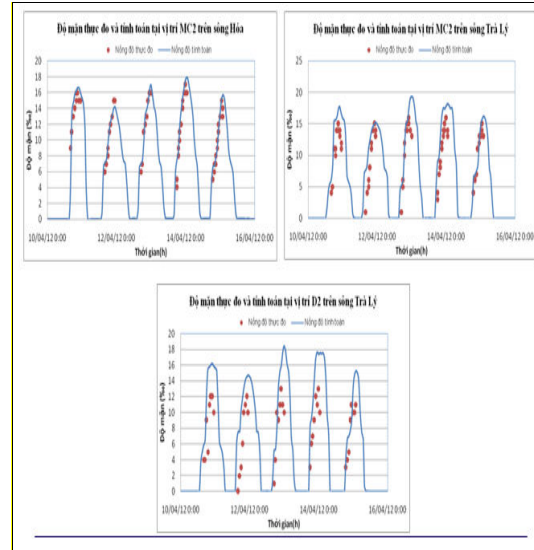 Độ mặn thực đo và tính toán tại vị trí MC2 trên sông Hóa
Nồng độ thực đo Nồng độ tính toán
20
18
16
14
12
10
8
6
4
2
0
Độ mặn (‰)
10/04/12 0:00 12/04/12 0:00 14/04/12 0:00 16/04/12 0:00
Thời gian(h)
Độ mặn thực đo và tính toán tại vị trí MC2 trên sông Trà Lý
Nồng độ thực đo Nồng độ tính toán
25
20
15
10
5
0
Độ mặn (‰)
10/04/12 0:00 12/04/12 0:00 14/04/12 0:00 16/04/12 0:00
Thời gian(h)
Độ mặn thực đo và tính toán tại vị trí D2 trên sông Trà Lý
Nồng độ thực đo Nồng độ tính toán
20
18
16
14
12
10
8
6
4
2
0
Độ mặn (‰)
10/04/12 0:00 12/04/12 0:00 14/04/12 0:00 16/04/12 0:00
Thời gian(h)